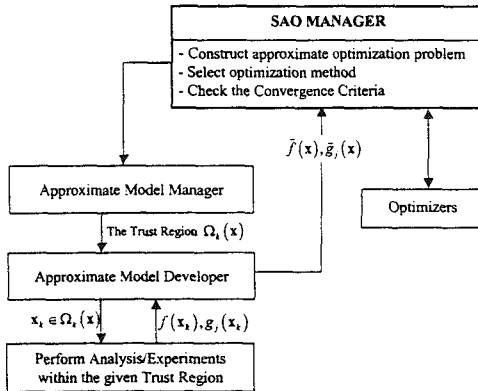 SAO MANAGER
- Construct approximate optimization problem
- Select optimization method
- Check the Convergence Criteria
f̃(x), g̃ⱼ(x)
Approximate Model Manager
Optimizers
The Trust Region Ωₖ(x)
Approximate Model Developer
xₖ ∈ Ωₖ(x)
f(xₖ), gⱼ(xₖ)
Perform Analysis/Experiments
within the given Trust Region